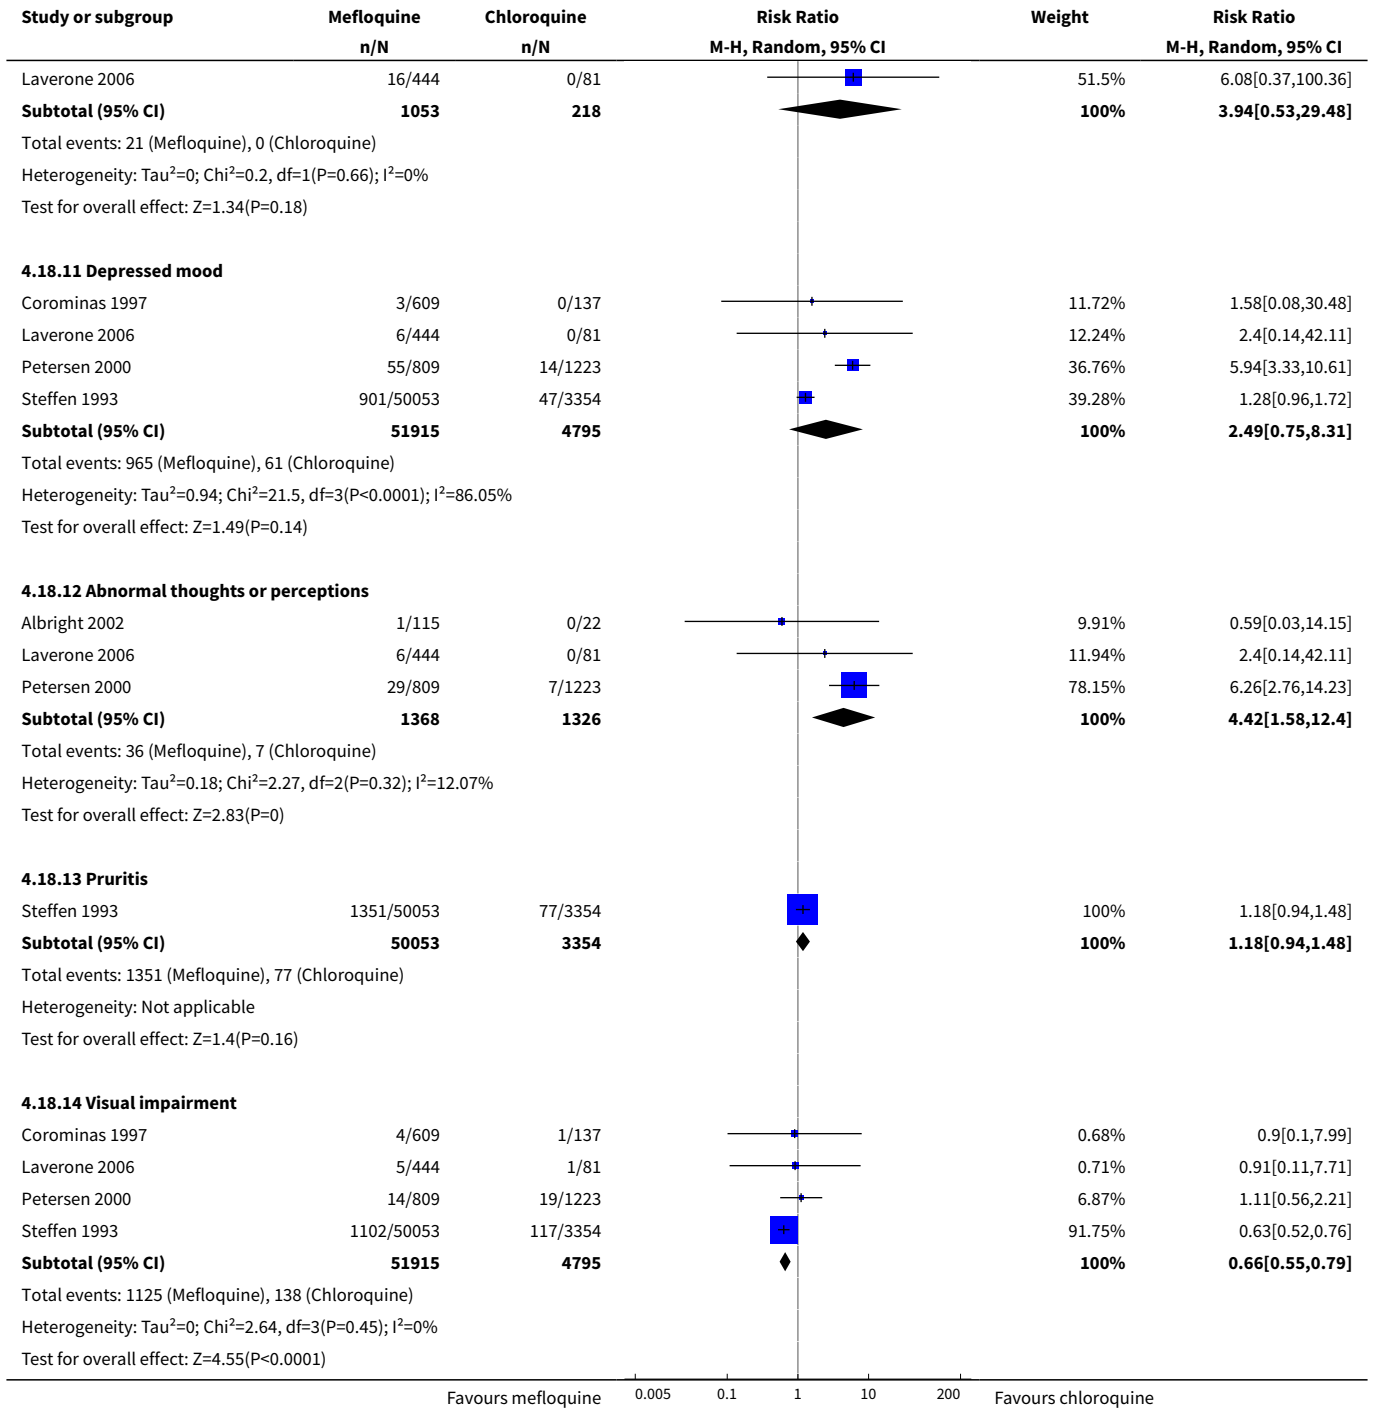 Study or subgroup Mefloquine Chloroquine Risk Ratio Weight Risk Ratio
n/N n/N M-H, Random, 95% CI M-H, Random, 95% CI
Laverone 2006 16/444 0/81 51.5% 6.08[0.37,100.36]
Subtotal (95% CI) 1053 218 100% 3.94[0.53,29.48]
Total events: 21 (Mefloquine), 0 (Chloroquine)
Heterogeneity: Tau²=0; Chi²=0.2, df=1(P=0.66); I²=0%
Test for overall effect: Z=1.34(P=0.18)
4.18.11 Depressed mood
Corominas 1997 3/609 0/137 11.72% 1.58[0.08,30.48]
Laverone 2006 6/444 0/81 12.24% 2.4[0.14,42.11]
Petersen 2000 55/809 14/1223 36.76% 5.94[3.33,10.61]
Steffen 1993 901/50053 47/3354 39.28% 1.28[0.96,1.72]
Subtotal (95% CI) 51915 4795 100% 2.49[0.75,8.31]
Total events: 965 (Mefloquine), 61 (Chloroquine)
Heterogeneity: Tau²=0.94; Chi²=21.5, df=3(P<0.0001); I²=86.05%
Test for overall effect: Z=1.49(P=0.14)
4.18.12 Abnormal thoughts or perceptions
Albright 2002 1/115 0/22 9.91% 0.59[0.03,14.15]
Laverone 2006 6/444 0/81 11.94% 2.4[0.14,42.11]
Petersen 2000 29/809 7/1223 78.15% 6.26[2.76,14.23]
Subtotal (95% CI) 1368 1326 100% 4.42[1.58,12.4]
Total events: 36 (Mefloquine), 7 (Chloroquine)
Heterogeneity: Tau²=0.18; Chi²=2.27, df=2(P=0.32); I²=12.07%
Test for overall effect: Z=2.83(P=0)
4.18.13 Pruritis
Steffen 1993 1351/50053 77/3354 100% 1.18[0.94,1.48]
Subtotal (95% CI) 50053 3354 100% 1.18[0.94,1.48]
Total events: 1351 (Mefloquine), 77 (Chloroquine)
Heterogeneity: Not applicable
Test for overall effect: Z=1.4(P=0.16)
4.18.14 Visual impairment
Corominas 1997 4/609 1/137 0.68% 0.9[0.1,7.99]
Laverone 2006 5/444 1/81 0.71% 0.91[0.11,7.71]
Petersen 2000 14/809 19/1223 6.87% 1.11[0.56,2.21]
Steffen 1993 1102/50053 117/3354 91.75% 0.63[0.52,0.76]
Subtotal (95% CI) 51915 4795 100% 0.66[0.55,0.79]
Total events: 1125 (Mefloquine), 138 (Chloroquine)
Heterogeneity: Tau²=0; Chi²=2.64, df=3(P=0.45); I²=0%
Test for overall effect: Z=4.55(P<0.0001)
Favours mefloquine 0.005 0.1 1 10 200 Favours chloroquine